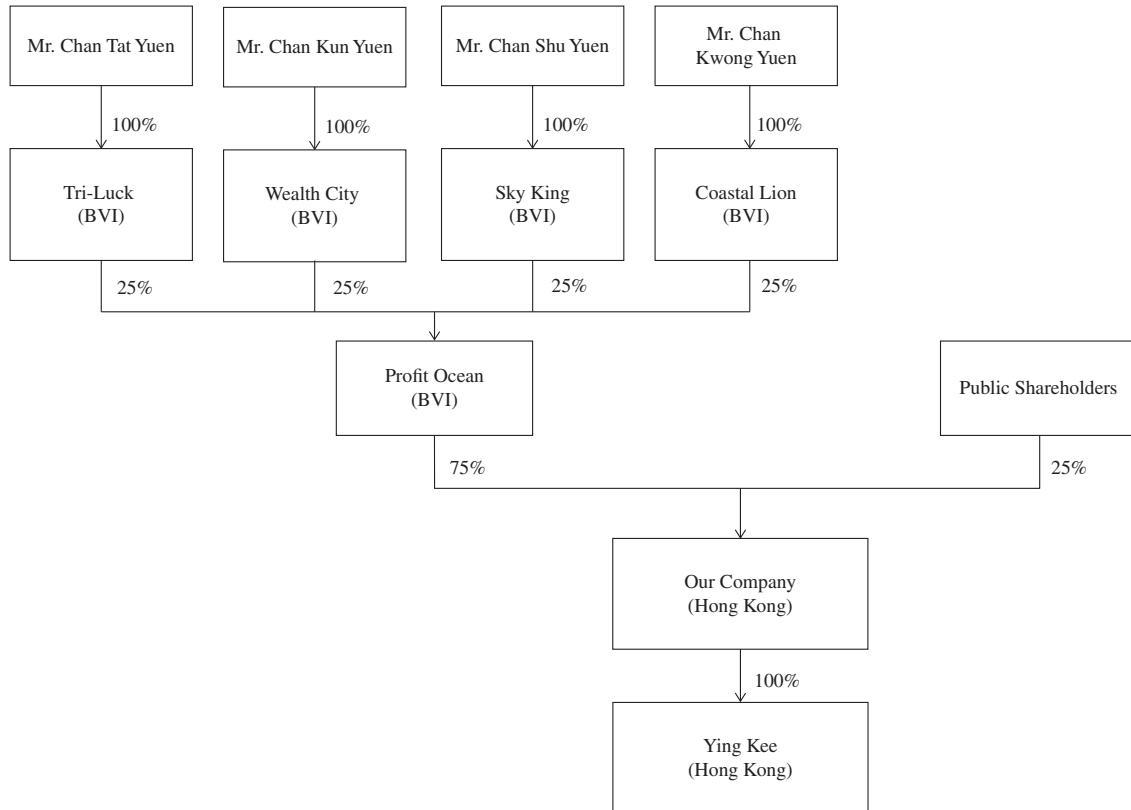 Mr. Chan Tat Yuen
Mr. Chan Kun Yuen
Mr. Chan Shu Yuen
Mr. Chan
Kwong Yuen
100%
100%
100%
100%
Tri-Luck
(BVI)
Wealth City
(BVI)
Sky King
(BVI)
Coastal Lion
(BVI)
25%
25%
25%
25%
Profit Ocean
(BVI)
Public Shareholders
75%
25%
Our Company
(Hong Kong)
100%
Ying Kee
(Hong Kong)